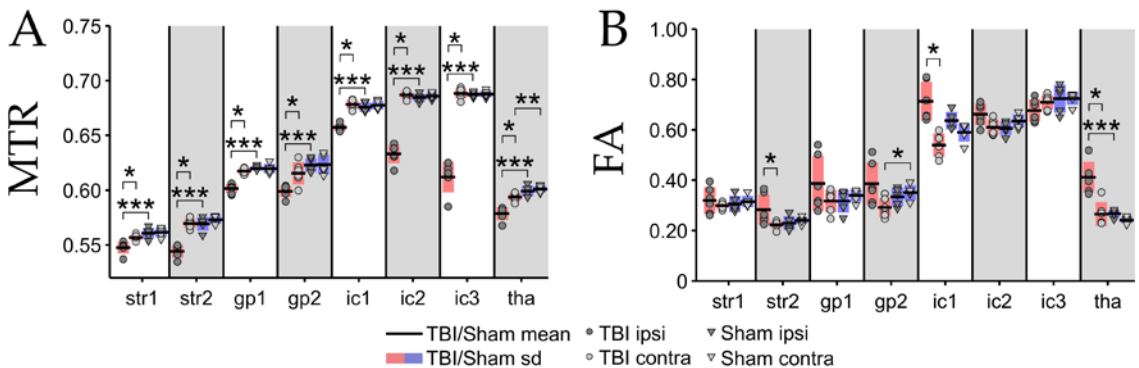 A
B
MTR
0.75
0.70
0.65
0.60
0.55
* *** * *** * *** * *** * *** * *** * *** * *** **
str1 str2 gp1 gp2 ic1 ic2 ic3 tha
FA
1.00
0.80
0.60
0.40
0.20
0
* * * * ***
str1 str2 gp1 gp2 ic1 ic2 ic3 tha
TBI/Sham mean TBI ipsi Sham ipsi
TBI/Sham sd TBI contra Sham contra